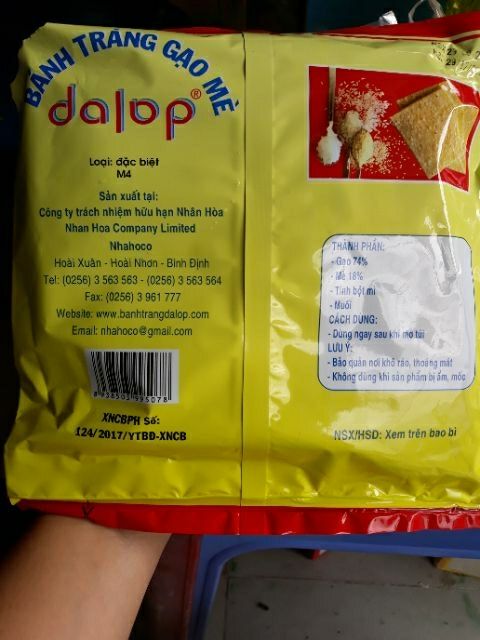 BÁNH TRÁNG GẠO MÈ
dalop®
Loại: đặc biệt
M4
Sản xuất tại:
Công ty trách nhiệm hữu hạn Nhân Hòa
Nhan Hoa Company Limited
Nhahoco
Hoài Xuân - Hoài Nhơn - Bình Định
Tel: (0256) 3 563 563 - (0256) 3 563 564
Fax: (0256) 3 961 777
Website: www.banhtrangdalop.com
Email: nhahoco@gmail.com
XNCBPH Số:
124/2017/YTBĐ-XNCB
THÀNH PHẦN:
- Gạo 74%
- Mè 18%
- Tinh bột mì
- Muối
CÁCH DÙNG:
- Dùng ngay sau khi mở túi
LƯU Ý:
- Bảo quản nơi khô ráo, thoáng mát
- Không dùng khi sản phẩm bị ẩm, mốc
NSX/HSD: Xem trên bao bì